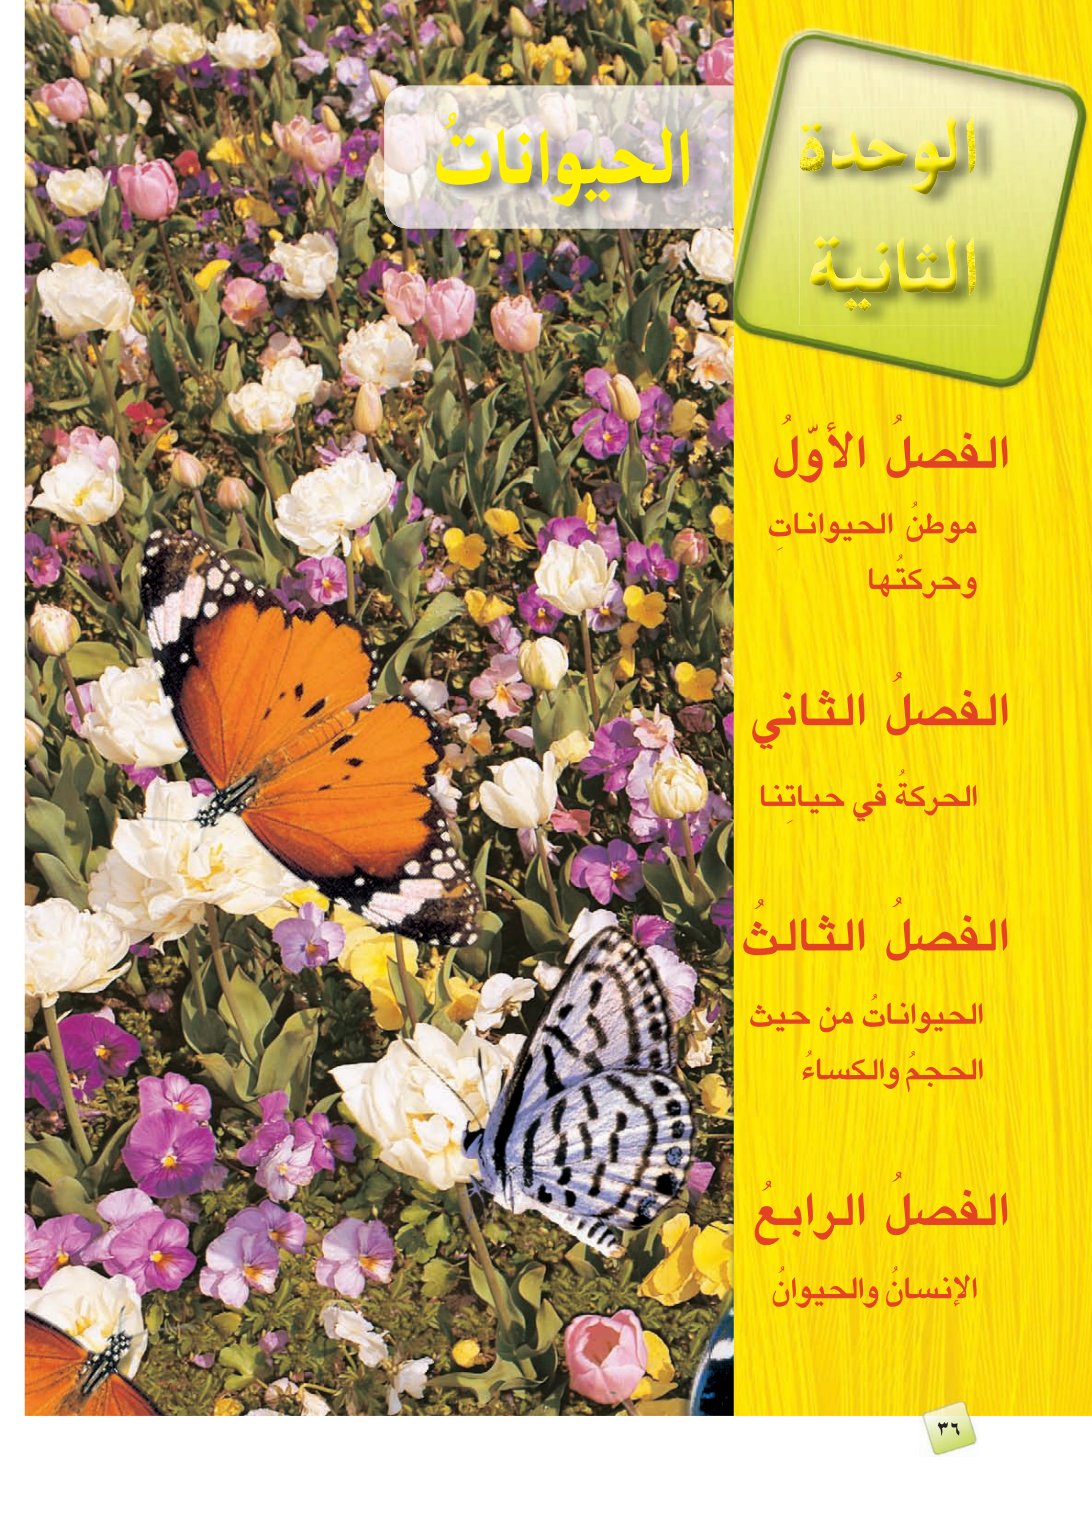 الوحدة
الثانية
الحيواناتُ
الفصلُ الأوّلُ
موطنُ الحيواناتِ
وحركتُها
الفصلُ الثاني
الحركةُ في حياتِنا
الفصلُ الثالثُ
الحيواناتُ من حيث
الحجمُ والكساءُ
الفصلُ الرابعُ
الإنسانُ والحيوانُ
٣٦